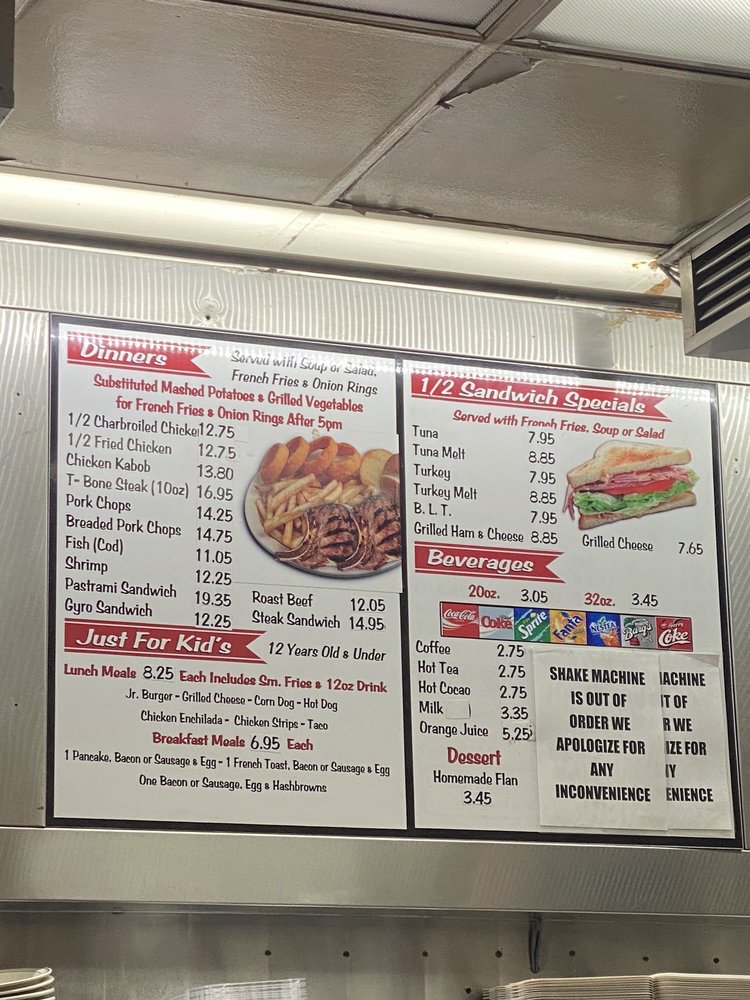 Dinners
Served with Soup or Salad,
French Fries & Onion Rings
Substituted Mashed Potatoes & Grilled Vegetables
for French Fries & Onion Rings After 5pm
1/2 Charbroiled Chicken 12.75
1/2 Fried Chicken 12.75
Chicken Kabob 13.80
T- Bone Steak (10oz) 16.95
Pork Chops 14.25
Breaded Pork Chops 14.75
Fish (Cod) 11.05
Shrimp 12.25
Pastrami Sandwich 19.35
Gyro Sandwich 12.25
Roast Beef 12.05
Steak Sandwich 14.95
Just For Kid's
12 Years Old & Under
Lunch Meals 8.25 Each Includes Sm. Fries & 12oz Drink
Jr. Burger - Grilled Cheese - Corn Dog - Hot Dog
Chicken Enchilada - Chicken Strips - Taco
Breakfast Meals 6.95 Each
1 Pancake, Bacon or Sausage & Egg - 1 French Toast, Bacon or Sausage & Egg
One Bacon or Sausage, Egg & Hashbrowns
1/2 Sandwich Specials
Served with French Fries, Soup or Salad
Tuna 7.95
Tuna Melt 8.85
Turkey 7.95
Turkey Melt 8.85
B. L. T. 7.95
Grilled Ham & Cheese 8.85
Grilled Cheese 7.65
Beverages
20oz. 3.05 32oz. 3.45
Coca-Cola Coke Sprite Fanta Barq's Cherry Coke
Coffee 2.75
Hot Tea 2.75
Hot Cocao 2.75
Milk 3.35
Orange Juice 5.25
Dessert
Homemade Flan
3.45
SHAKE MACHINE
IS OUT OF
ORDER WE
APOLOGIZE FOR
ANY
INCONVENIENCE
IACHINE
IT OF
R WE
IZE FOR
IY
ENIENCE